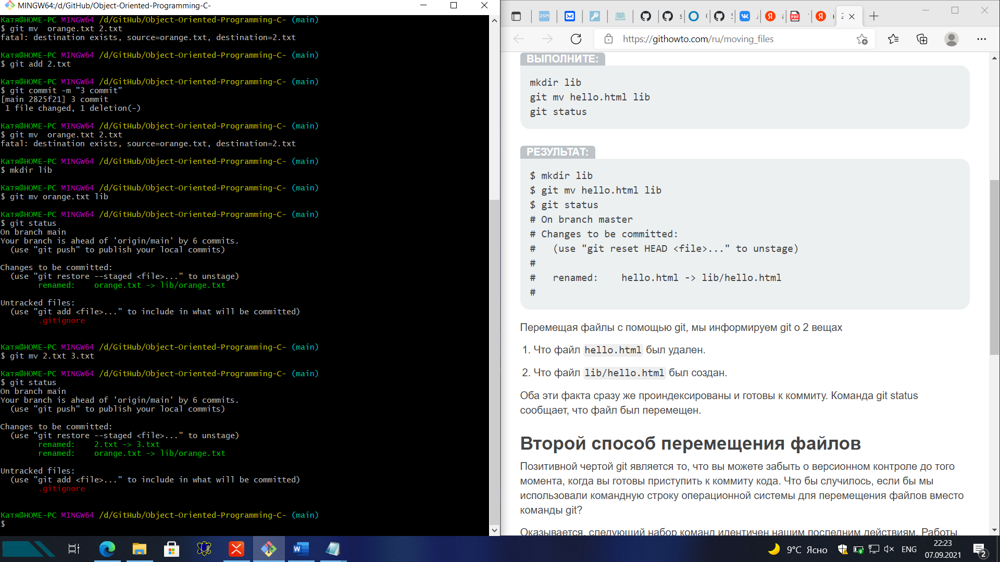 MINGW64:/d/GitHub/Object-Oriented-Programming-C-
Катя@HOME-PC MINGW64 /d/GitHub/Object-Oriented-Programming-C- (main)
$ git mv  orange.txt 2.txt
fatal: destination exists, source=orange.txt, destination=2.txt
Катя@HOME-PC MINGW64 /d/GitHub/Object-Oriented-Programming-C- (main)
$ git add 2.txt
Катя@HOME-PC MINGW64 /d/GitHub/Object-Oriented-Programming-C- (main)
$ git commit -m "3 commit"
[main 2825f21] 3 commit
 1 file changed, 1 deletion(-)
Катя@HOME-PC MINGW64 /d/GitHub/Object-Oriented-Programming-C- (main)
$ git mv  orange.txt 2.txt
fatal: destination exists, source=orange.txt, destination=2.txt
Катя@HOME-PC MINGW64 /d/GitHub/Object-Oriented-Programming-C- (main)
$ mkdir lib
Катя@HOME-PC MINGW64 /d/GitHub/Object-Oriented-Programming-C- (main)
$ git mv orange.txt lib
Катя@HOME-PC MINGW64 /d/GitHub/Object-Oriented-Programming-C- (main)
$ git status
On branch main
Your branch is ahead of 'origin/main' by 6 commits.
  (use "git push" to publish your local commits)
Changes to be committed:
  (use "git restore --staged <file>..." to unstage)
        renamed:    orange.txt -> lib/orange.txt
Untracked files:
  (use "git add <file>..." to include in what will be committed)
        .gitignore
Катя@HOME-PC MINGW64 /d/GitHub/Object-Oriented-Programming-C- (main)
$ git mv 2.txt 3.txt
Катя@HOME-PC MINGW64 /d/GitHub/Object-Oriented-Programming-C- (main)
$ git status
On branch main
Your branch is ahead of 'origin/main' by 6 commits.
  (use "git push" to publish your local commits)
Changes to be committed:
  (use "git restore --staged <file>..." to unstage)
        renamed:    2.txt -> 3.txt
        renamed:    orange.txt -> lib/orange.txt
Untracked files:
  (use "git add <file>..." to include in what will be committed)
        .gitignore
Катя@HOME-PC MINGW64 /d/GitHub/Object-Oriented-Programming-C- (main)
$
https://githowto.com/ru/moving_files
ВЫПОЛНИТЕ:
mkdir lib
git mv hello.html lib
git status
РЕЗУЛЬТАТ:
$ mkdir lib
$ git mv hello.html lib
$ git status
# On branch master
# Changes to be committed:
#   (use "git reset HEAD <file>..." to unstage)
#
#   renamed:    hello.html -> lib/hello.html
#
Перемещая файлы с помощью git, мы информируем git о 2 вещах
1. Что файл hello.html был удален.
2. Что файл lib/hello.html был создан.
Оба эти факта сразу же проиндексированы и готовы к коммиту. Команда git status
сообщает, что файл был перемещен.
Второй способ перемещения файлов
Позитивной чертой git является то, что вы можете забыть о версионном контроле до того
момента, когда вы готовы приступить к коммиту кода. Что бы случилось, если бы мы
использовали командную строку операционной системы для перемещения файлов вместо
команды git?
Оказывается, следующий набор команд идентичен нашим последним действиям. Работы
9°C Ясно
ENG
22:23
07.09.2021
2